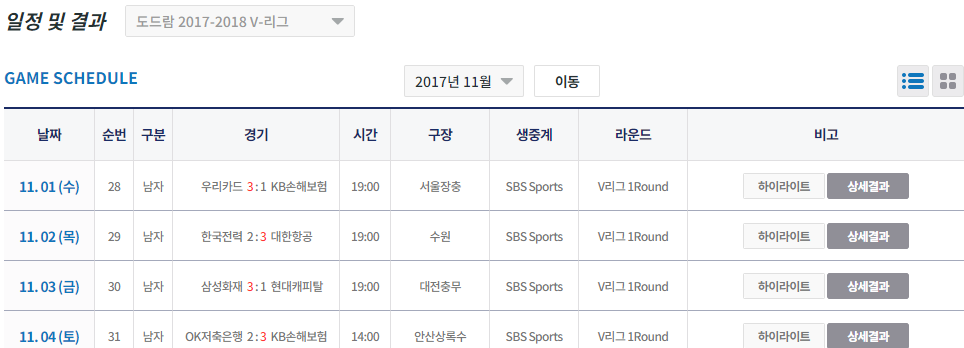 일정 및 결과 도드람 2017-2018 V-리그
GAME SCHEDULE 2017년 11월 이동
날짜 순번 구분 경기 시간 구장 생중계 라운드 비고
11. 01 (수) 28 남자 우리카드 3 : 1 KB손해보험 19:00 서울장충 SBS Sports V리그 1Round 하이라이트 상세결과
11. 02 (목) 29 남자 한국전력 2 : 3 대한항공 19:00 수원 SBS Sports V리그 1Round 하이라이트 상세결과
11. 03 (금) 30 남자 삼성화재 3 : 1 현대캐피탈 19:00 대전충무 SBS Sports V리그 1Round 하이라이트 상세결과
11. 04 (토) 31 남자 OK저축은행 2 : 3 KB손해보험 14:00 안산상록수 SBS Sports V리그 1Round 하이라이트 상세결과